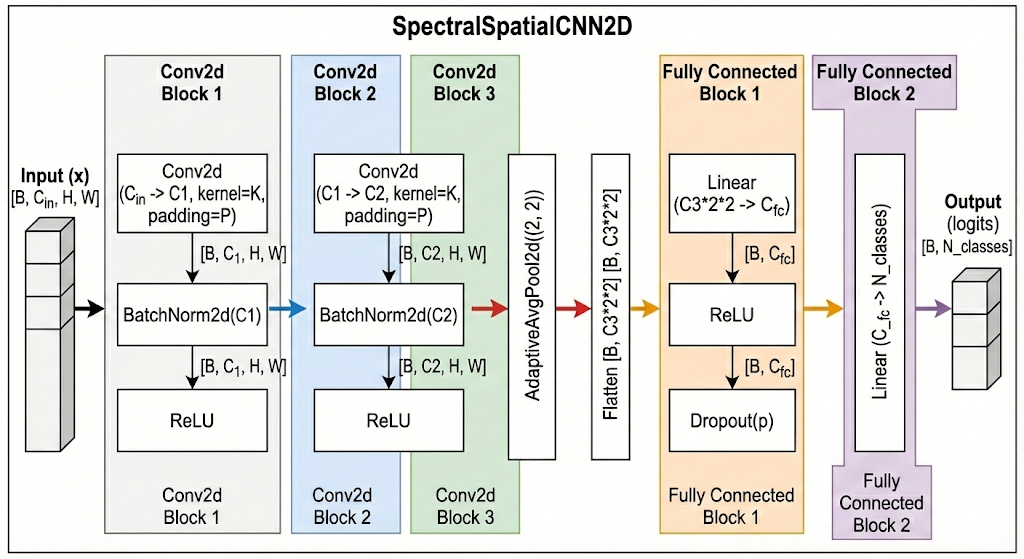 SpectralSpatialCNN2D
Input (x)
[B, C_in, H, W]
Conv2d
Block 1
Conv2d
(C_in -> C1, kernel=K,
padding=P)
[B, C_1, H, W]
BatchNorm2d(C1)
[B, C_1, H, W]
ReLU
Conv2d
Block 1
Conv2d
Block 2
Conv2d
Block 3
Conv2d
(C1 -> C2, kernel=K,
padding=P)
[B, C2, H, W]
BatchNorm2d(C2)
[B, C2, H, W]
ReLU
Conv2d
Block 2
Conv2d
Block 3
AdaptiveAvgPool2d((2, 2))
Flatten [B, C3*2*2] [B, C3*2*2]
Fully Connected
Block 1
Linear
(C3*2*2 -> C_fc)
[B, C_fc]
ReLU
[B, C_fc]
Dropout(p)
Fully Connected
Block 1
Fully Connected
Block 2
Linear (C_fc -> N_classes)
Fully
Connected
Block 2
Output
(logits)
[B, N_classes]